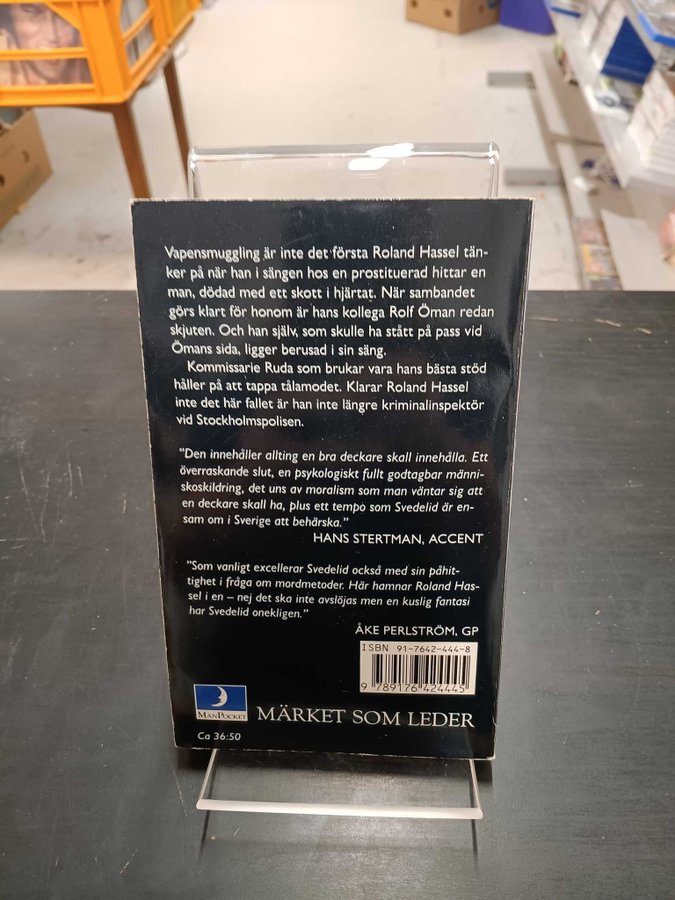 Vapensmuggling är inte det första Roland Hassel tän-
ker på när han i sängen hos en prostituerad hittar en
man, dödad med ett skott i hjärtat. När sambandet
görs klart för honom är hans kollega Rolf Öman redan
skjuten. Och han själv, som skulle ha stått på pass vid
Ömans sida, ligger berusad i sin säng.
Kommissarie Ruda som brukar vara hans bästa stöd
håller på att tappa tålamodet. Klarar Roland Hassel
inte det här fallet är han inte längre kriminalinspektör
vid Stockholmspolisen.
”Den innehåller allting en bra deckare skall innehålla. Ett
överraskande slut, en psykologiskt fullt godtagbar männi-
skoskildring, det uns av moralism som man väntar sig att
en deckare skall ha, plus ett tempo som Svedelid är en-
sam om i Sverige att behärska.”
HANS STERTMAN, ACCENT
”Som vanligt excellerar Svedelid också med sin påhit-
tighet i fråga om mordmetoder. Här hamnar Roland Has-
sel i en – nej det ska inte avslöjas men en kuslig fantasi
har Svedelid onekligen.”
ÅKE PERLSTRÖM, GP
ISBN 91-7642-444-8
9 789176 424445
MÅNPOCKET
MÄRKET SOM LEDER
Ca 36:50